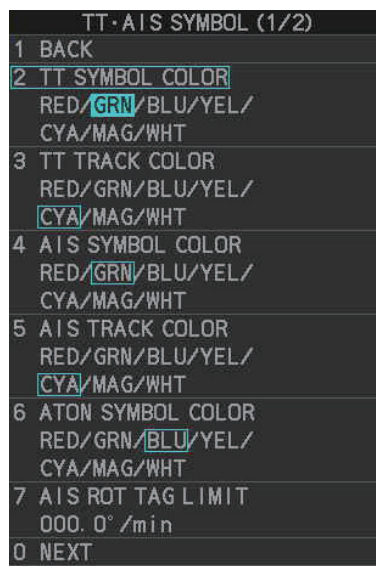 TT・AIS SYMBOL (1/2)
1 BACK
2 TT SYMBOL COLOR
RED/GRN/BLU/YEL/
CYA/MAG/WHT
3 TT TRACK COLOR
RED/GRN/BLU/YEL/
CYA/MAG/WHT
4 AIS SYMBOL COLOR
RED/GRN/BLU/YEL/
CYA/MAG/WHT
5 AIS TRACK COLOR
RED/GRN/BLU/YEL/
CYA/MAG/WHT
6 ATON SYMBOL COLOR
RED/GRN/BLU/YEL/
CYA/MAG/WHT
7 AIS ROT TAG LIMIT
000.0°/min
0 NEXT